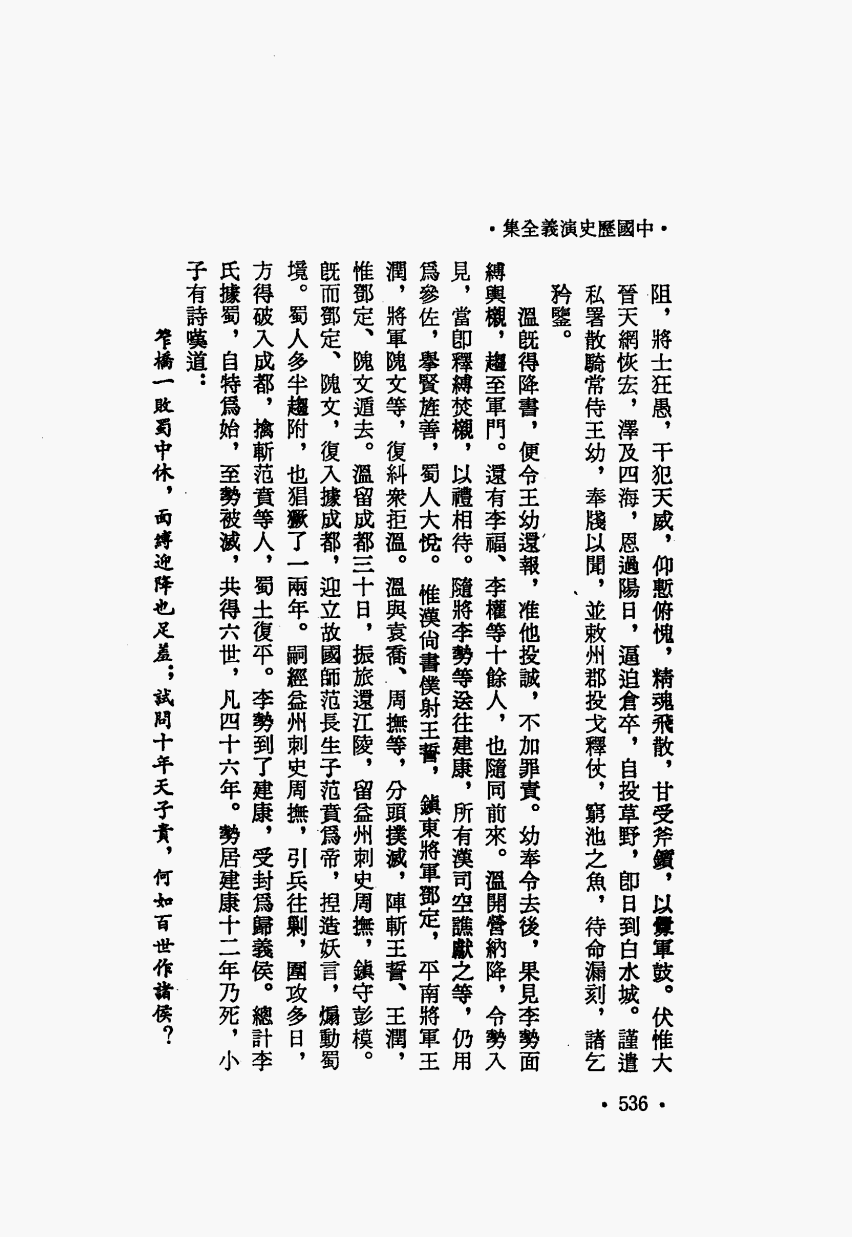 •中國歷史演義全集•
阻，將士狂愚，干犯天威，仰慙俯愧，精魂飛散，甘受斧鑕，以釁軍鼓。伏惟大
晉天網恢宏，澤及四海，恩過陽日，逼迫倉卒，自投草野，卽日到白水城。謹遣
私署散騎常侍王幼，奉牋以聞，並敕州郡投戈釋仗，窮池之魚，待命漏刻，諸乞
矜鑒。
溫旣得降書，便令王幼還報，准他投誠，不加罪責。幼奉令去後，果見李勢面
縛輿櫬，趨至軍門。還有李福、李權等十餘人，也隨同前來。溫開營納降，令勢入
見，當卽釋縛焚櫬，以禮相待。隨將李勢等送往建康，所有漢司空譙獻之等，仍用
爲參佐，擧賢旌善，蜀人大悅。惟漢尙書僕射王誓，鎭東將軍鄧定，平南將軍王
潤，將軍隗文等，復糾衆拒溫。溫與袁喬、周撫等，分頭撲滅，陣斬王誓、王潤，
惟鄧定、隗文遁去。溫留成都三十日，振旅還江陵，留益州刺史周撫，鎭守彭模。
旣而鄧定、隗文，復入據成都，迎立故國師范長生子范賁爲帝，揑造妖言，煽動蜀
境。蜀人多半趨附，也猖獗了一兩年。嗣經益州刺史周撫，引兵往剿，圍攻多日，
方得破入成都，擒斬范賁等人，蜀土復平。李勢到了建康，受封爲歸義侯。總計李
氏據蜀，自特爲始，至勢被滅，共得六世，凡四十六年。勢居建康十二年乃死，小
子有詩嘆道：
笮橋一敗蜀中休，面縛迎降也足羞；試問十年天子貴，何如百世作諸侯？
•536•